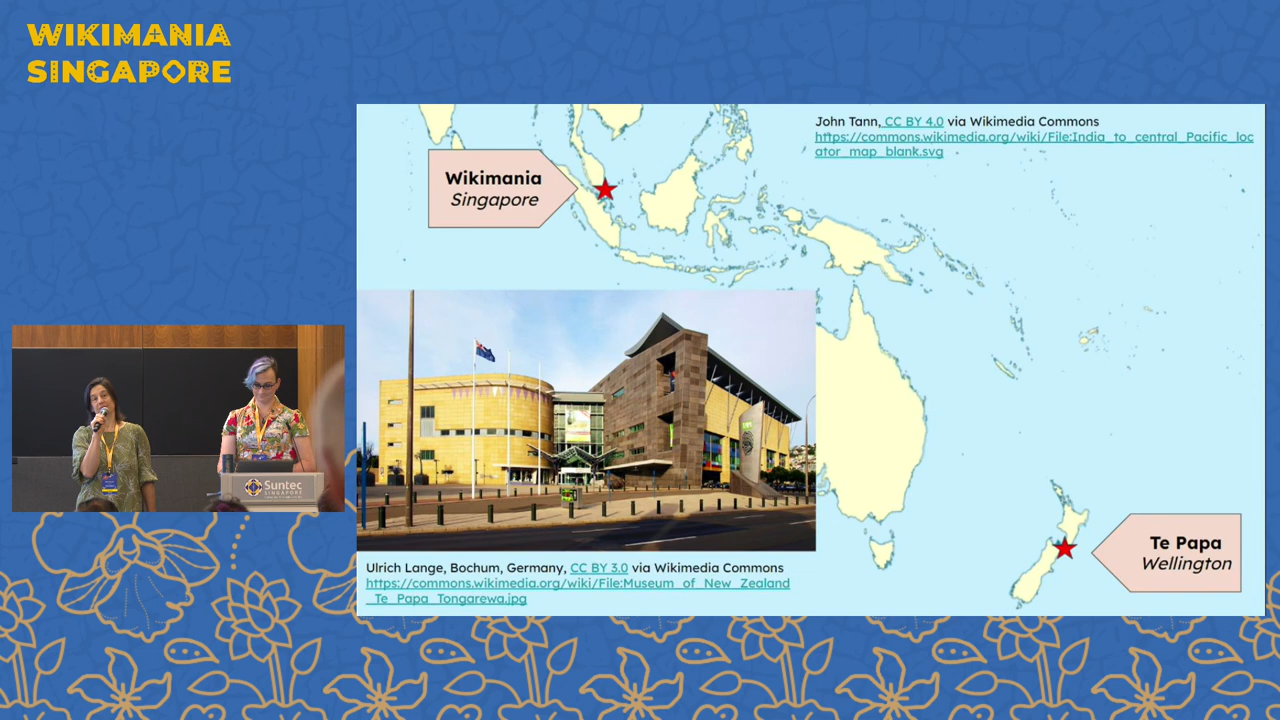 WIKIMANIA
SINGAPORE
John Tann, CC BY 4.0 via Wikimedia Commons
https://commons.wikimedia.org/wiki/File:India_to_central_Pacific_loc
ator_map_blank.svg
Wikimania
Singapore
Suntec
SINGAPORE
Te Papa
Wellington
Ulrich Lange, Bochum, Germany, CC BY 3.0 via Wikimedia Commons
https://commons.wikimedia.org/wiki/File:Museum_of_New_Zealand
_Te_Papa_Tongarewa.jpg